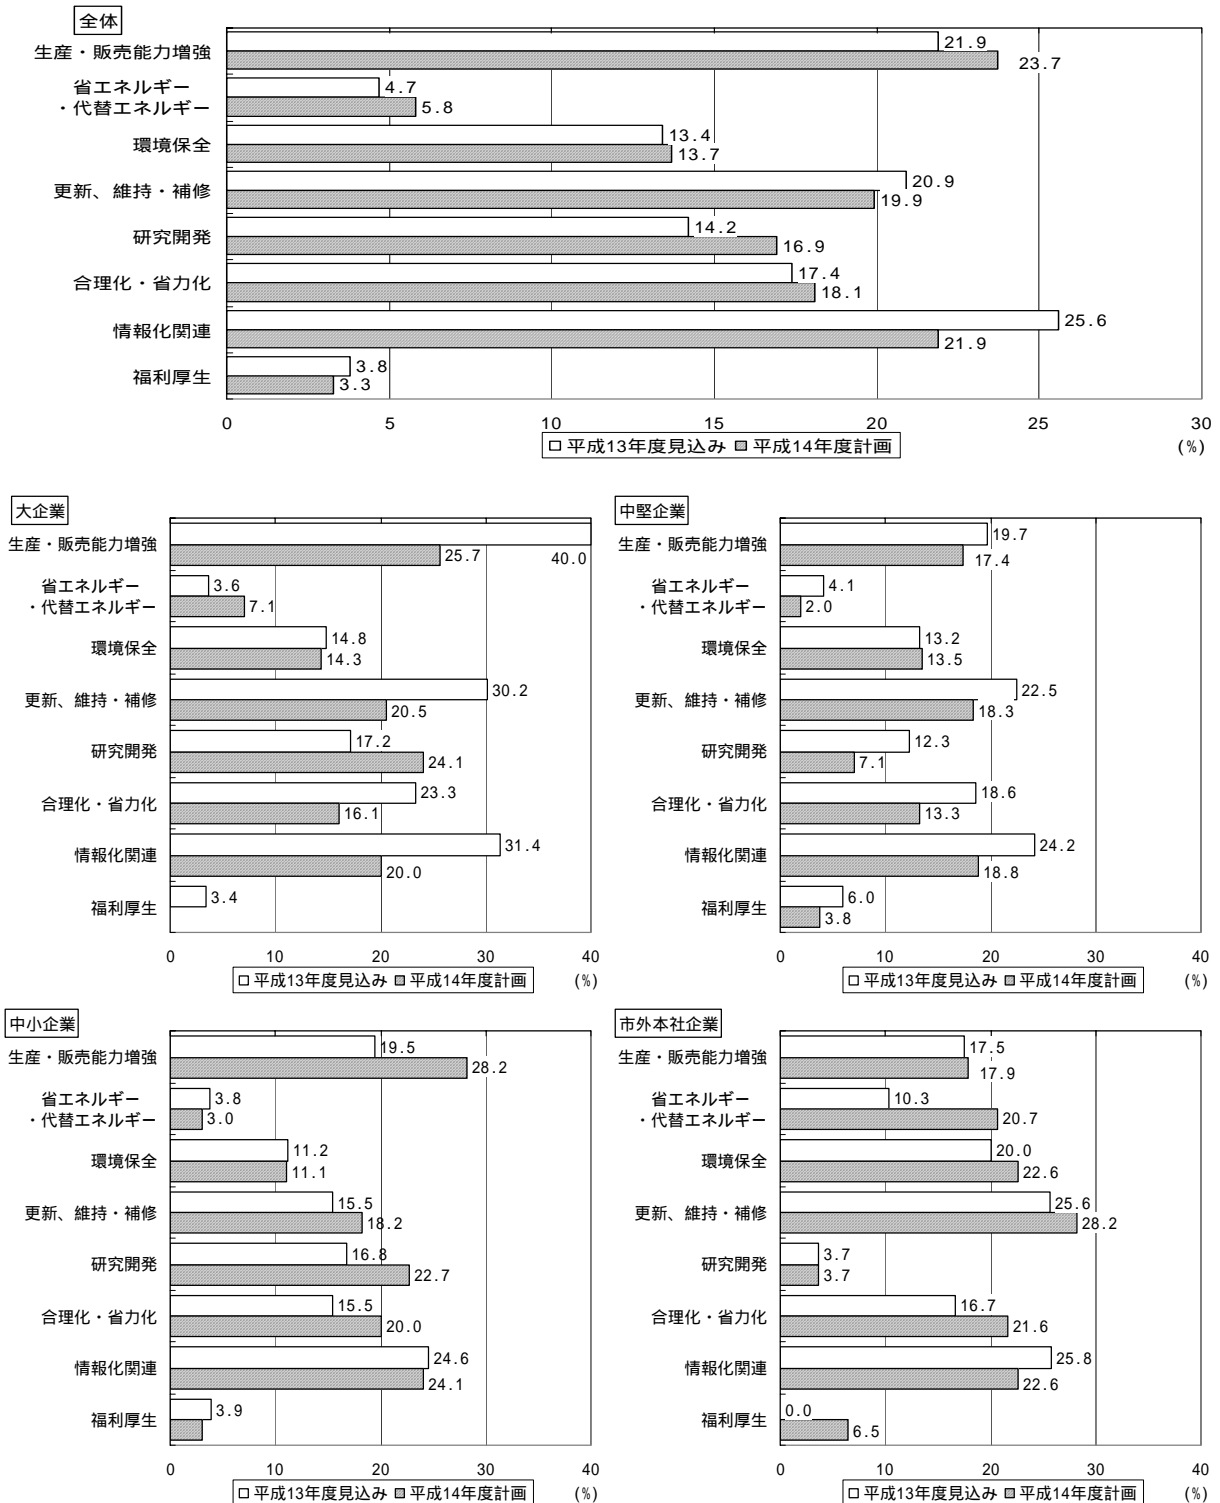 全体
生産・販売能力増強
21.9
23.7
省エネルギー
・代替エネルギー
4.7
5.8
環境保全
13.4
13.7
更新、維持・補修
20.9
19.9
研究開発
14.2
16.9
合理化・省力化
17.4
18.1
情報化関連
25.6
21.9
福利厚生
3.8
3.3
0 5 10 15 20 25 30
□平成13年度見込み ■平成14年度計画 (%)
大企業
生産・販売能力増強
25.7 40.0
省エネルギー
・代替エネルギー
3.6
7.1
環境保全
14.8
14.3
更新、維持・補修
30.2
20.5
研究開発
17.2
24.1
合理化・省力化
23.3
16.1
情報化関連
31.4
20.0
福利厚生
3.4
0 10 20 30 40
□平成13年度見込み ■平成14年度計画 (%)
中堅企業
生産・販売能力増強
19.7
17.4
省エネルギー
・代替エネルギー
4.1
2.0
環境保全
13.2
13.5
更新、維持・補修
22.5
18.3
研究開発
12.3
7.1
合理化・省力化
18.6
13.3
情報化関連
24.2
18.8
福利厚生
6.0
3.8
0 10 20 30 40
□平成13年度見込み ■平成14年度計画 (%)
中小企業
生産・販売能力増強
19.5
28.2
省エネルギー
・代替エネルギー
3.8
3.0
環境保全
11.2
11.1
更新、維持・補修
15.5
18.2
研究開発
16.8
22.7
合理化・省力化
15.5
20.0
情報化関連
24.6
24.1
福利厚生
3.9
0 10 20 30 40
□平成13年度見込み ■平成14年度計画 (%)
市外本社企業
生産・販売能力増強
17.5
17.9
省エネルギー
・代替エネルギー
10.3
20.7
環境保全
20.0
22.6
更新、維持・補修
25.6
28.2
研究開発
3.7
3.7
合理化・省力化
16.7
21.6
情報化関連
25.8
22.6
福利厚生
0.0
6.5
0 10 20 30 40
□平成13年度見込み ■平成14年度計画 (%)